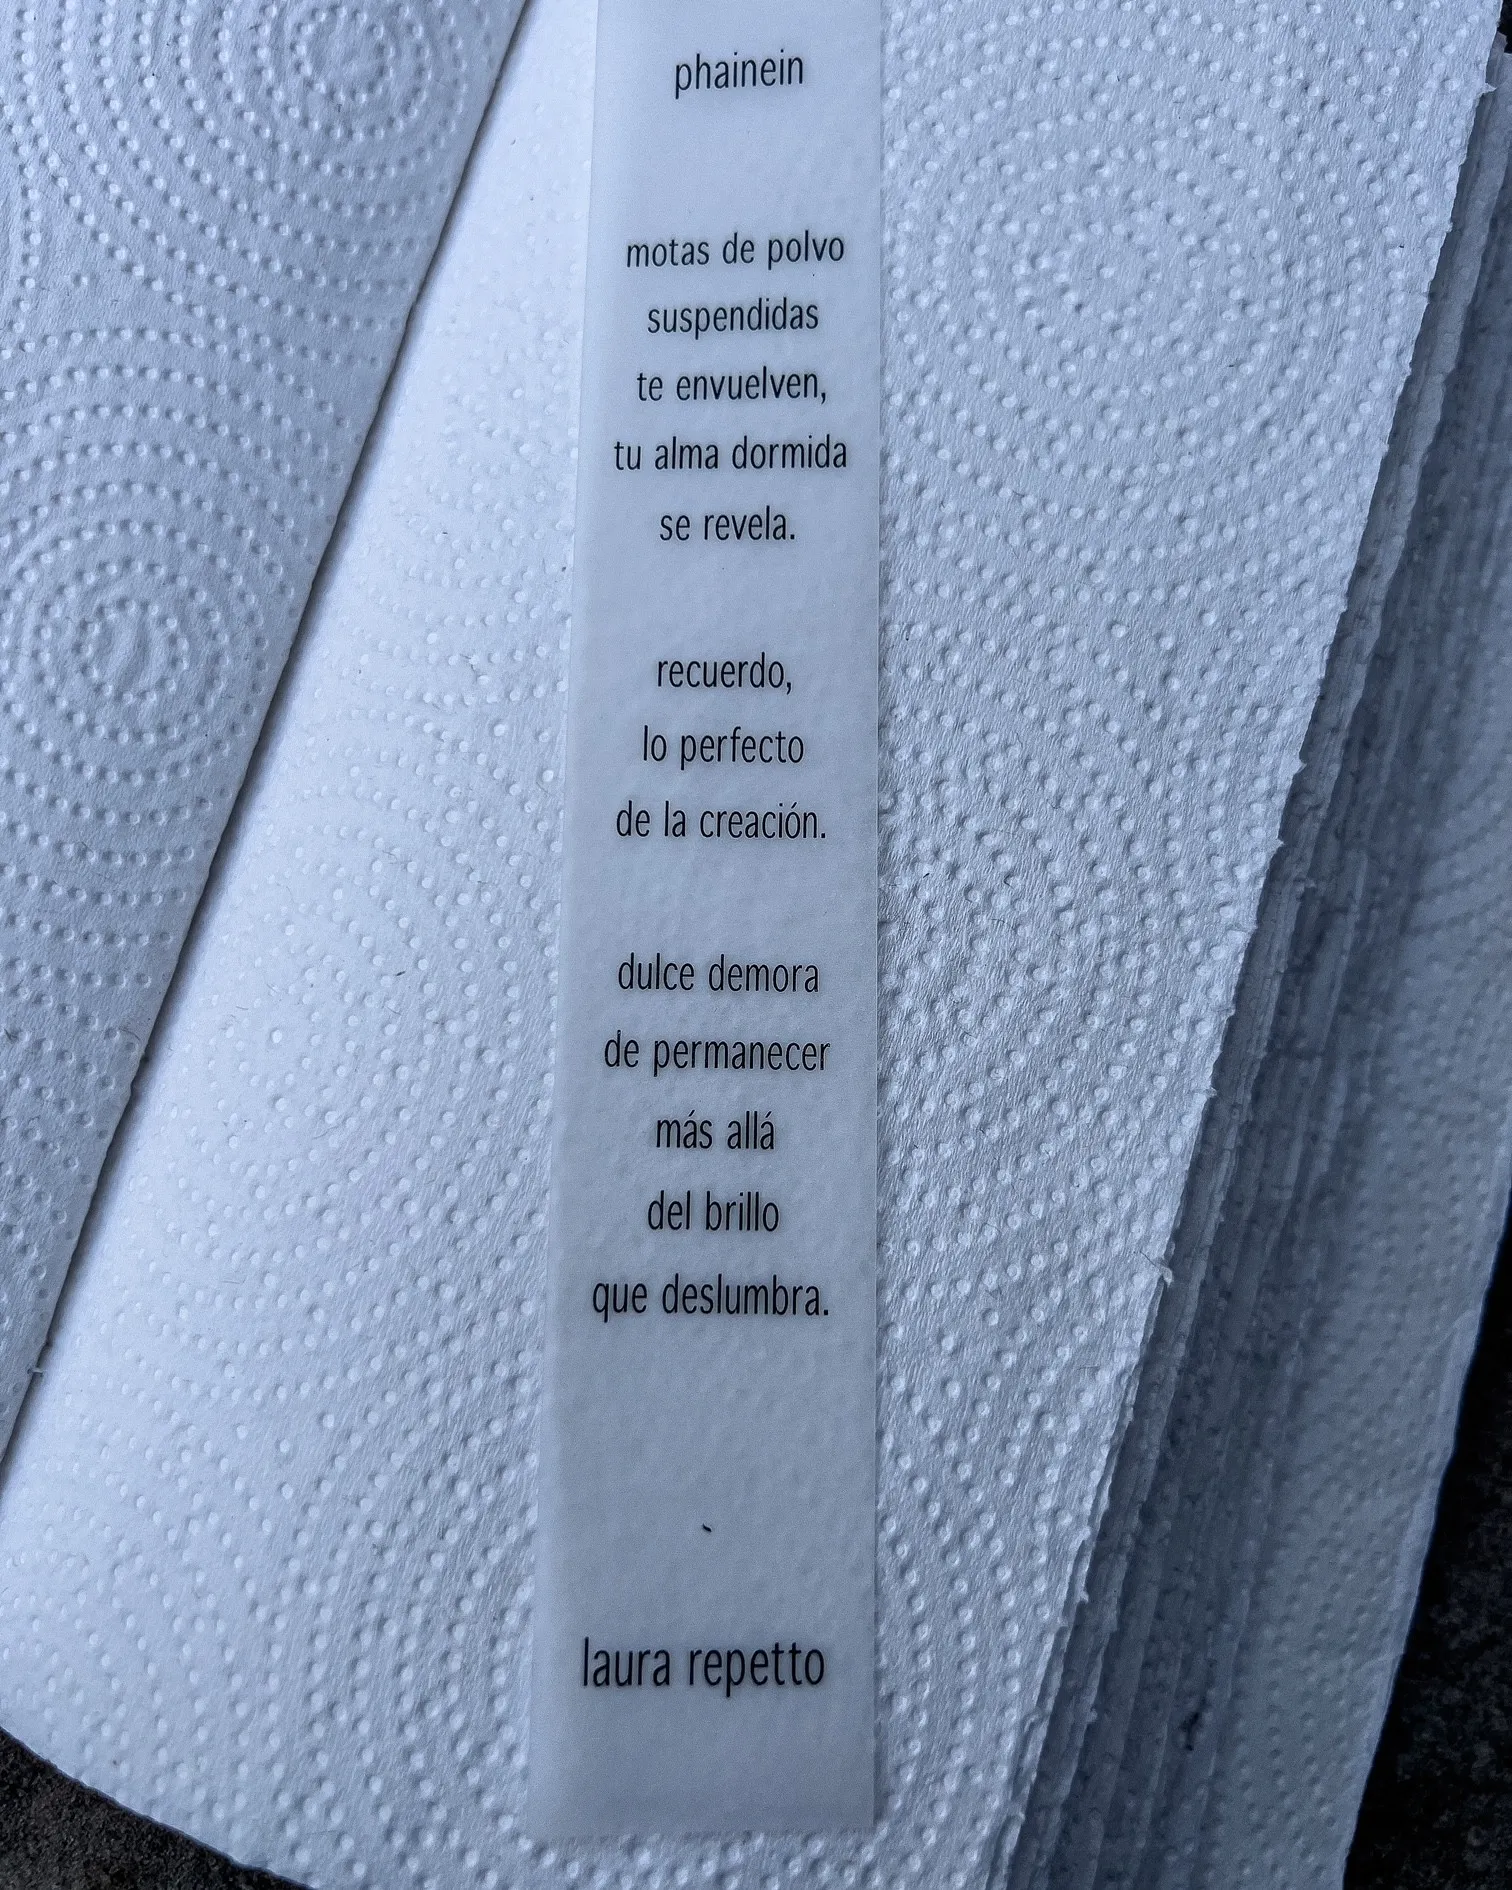 phainein
motas de polvo
suspendidas
te envuelven,
tu alma dormida
se revela.
recuerdo,
lo perfecto
de la creación.
dulce demora
de permanecer
más allá
del brillo
que deslumbra.
laura repetto